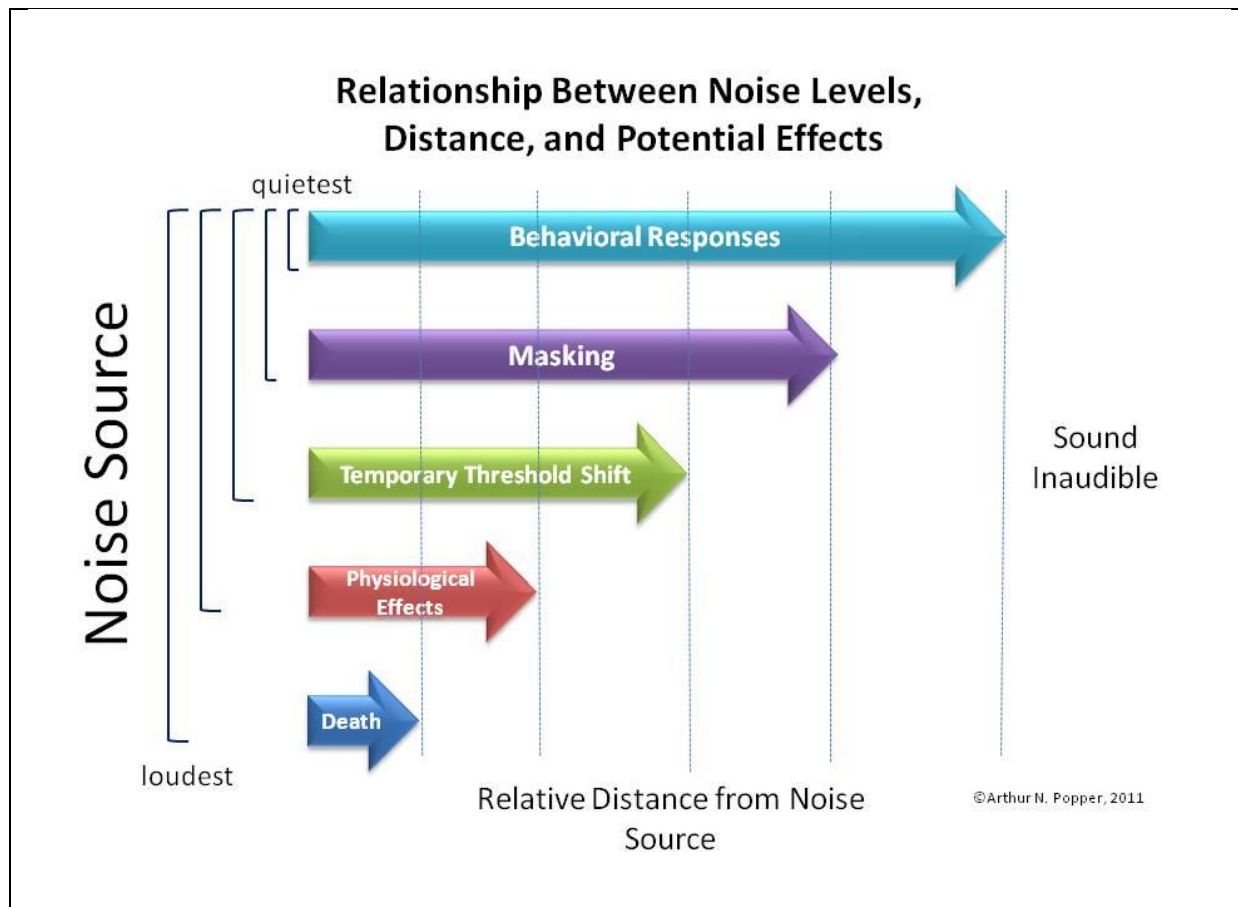 Relationship Between Noise Levels,
Distance, and Potential Effects
quietest
Behavioral Responses
Noise Source
Masking
Temporary Threshold Shift
Sound
Inaudible
Physiological
Effects
Death
loudest
Relative Distance from Noise
Source
©Arthur N. Popper, 2011